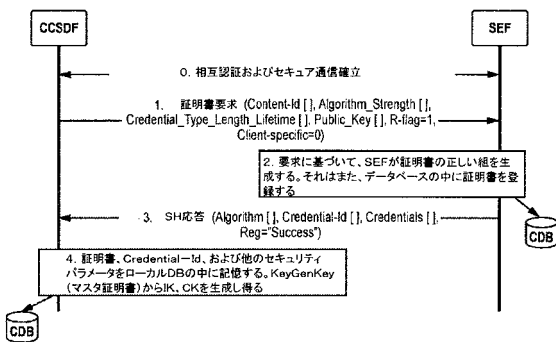 CCSDF
SEF
0. 相互認証およびセキュア通信確立
1. 証明書要求 (Content-Id [ ], Algorithm_Strength [ ],
Credential_Type_Length_Lifetime [ ], Public_Key [ ], R-flag=1,
Client-specific=0)
2. 要求に基づいて、SEFが証明書の正しい組を生
成する。それはまた、データベースの中に証明書を登
録する
CDB
3. SH応答 (Algorithm [ ], Credential-Id [ ], Credentials [ ],
Reg="Success")
4. 証明書、Credential-Id、および他のセキュリティ
パラメータをローカルDBの中に記憶する。KeyGenKey
(マスタ証明書)からIK、CKを生成し得る
CDB